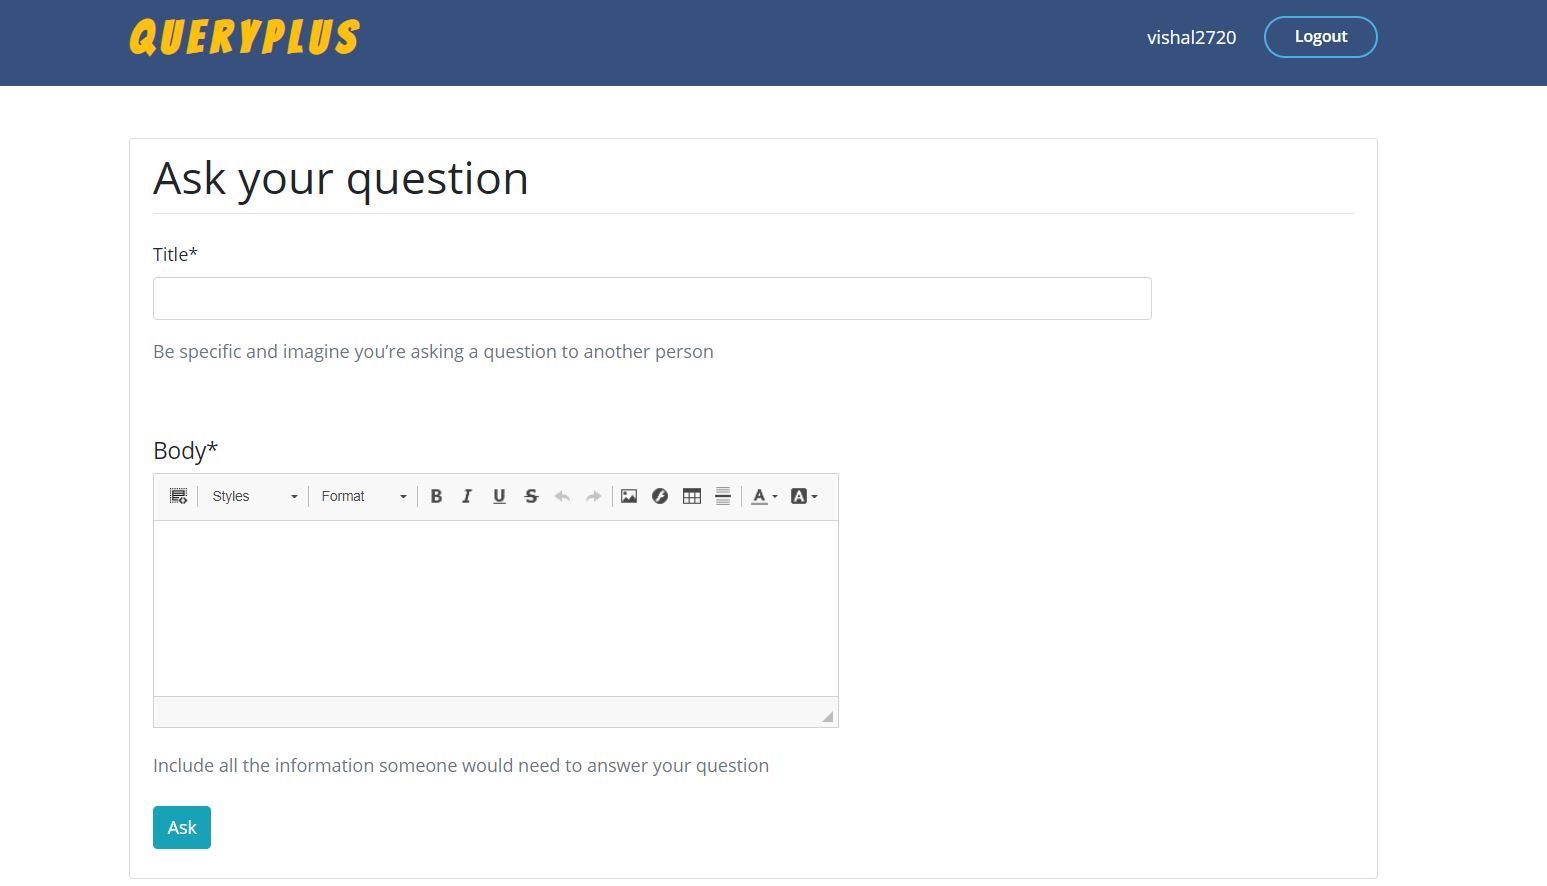 QUERYPLUS
vishal2720 Logout
Ask your question
Title*
Be specific and imagine you’re asking a question to another person
Body*
Styles Format B I U S A A
Include all the information someone would need to answer your question
Ask